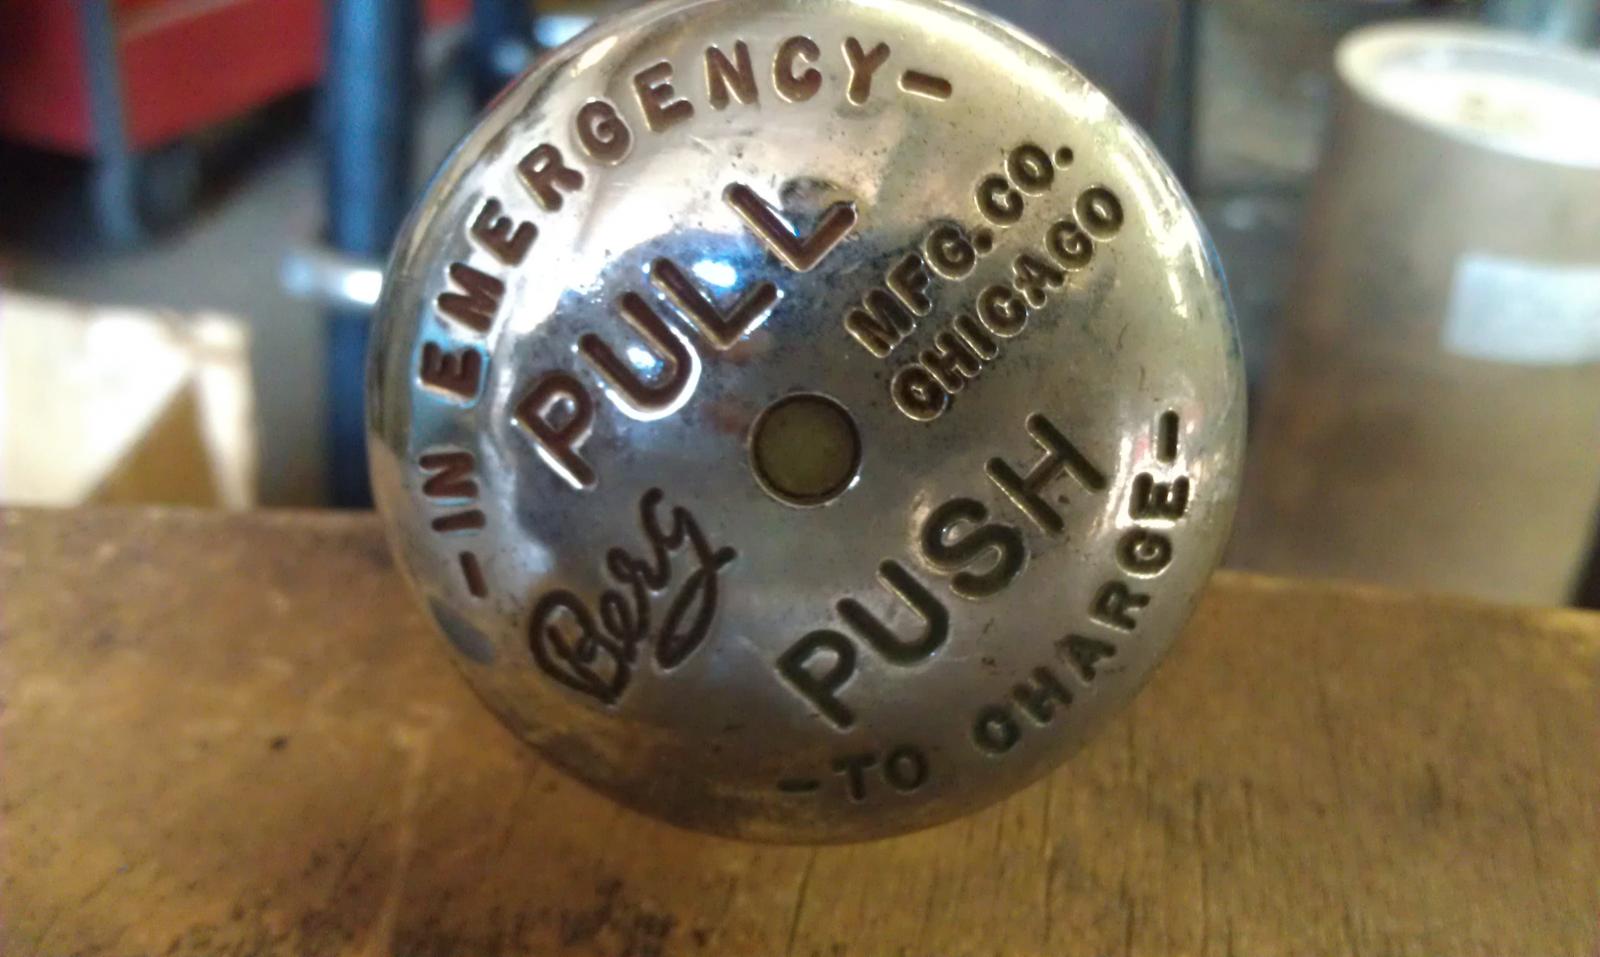 -IN EMERGENCY-
PULL
Berg
MFG. CO.
CHICAGO
PUSH
-TO CHARGE-